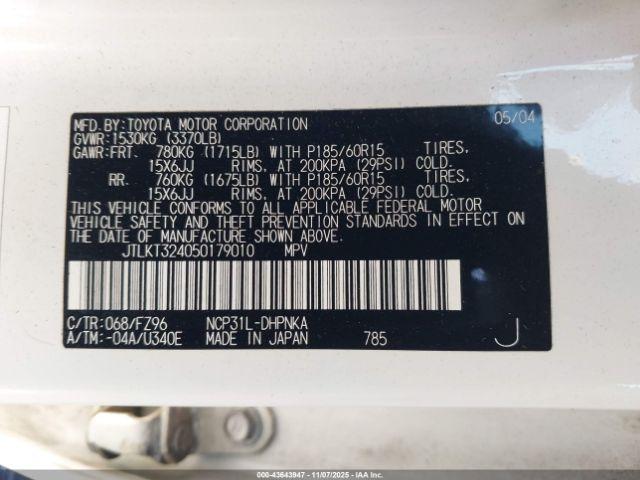 MFD.BY:TOYOTA MOTOR CORPORATION 05/04
GVWR:1530KG (3370LB)
GAWR:FRT. 780KG (1715LB) WITH P185/60R15 TIRES,
15X6JJ RIMS, AT 200KPA (29PSI) COLD.
RR. 760KG (1675LB) WITH P185/60R15 TIRES,
15X6JJ RIMS, AT 200KPA (29PSI) COLD.
THIS VEHICLE CONFORMS TO ALL APPLICABLE FEDERAL MOTOR
VEHICLE SAFETY AND THEFT PREVENTION STANDARDS IN EFFECT ON
THE DATE OF MANUFACTURE SHOWN ABOVE.
JTLKT324050179010 MPV
C/TR:068/FZ96 NCP31L-DHPNKA
A/TM:-04A/U340E MADE IN JAPAN 785 J
000-43643947 - 11/07/2025 - IAAI.CA